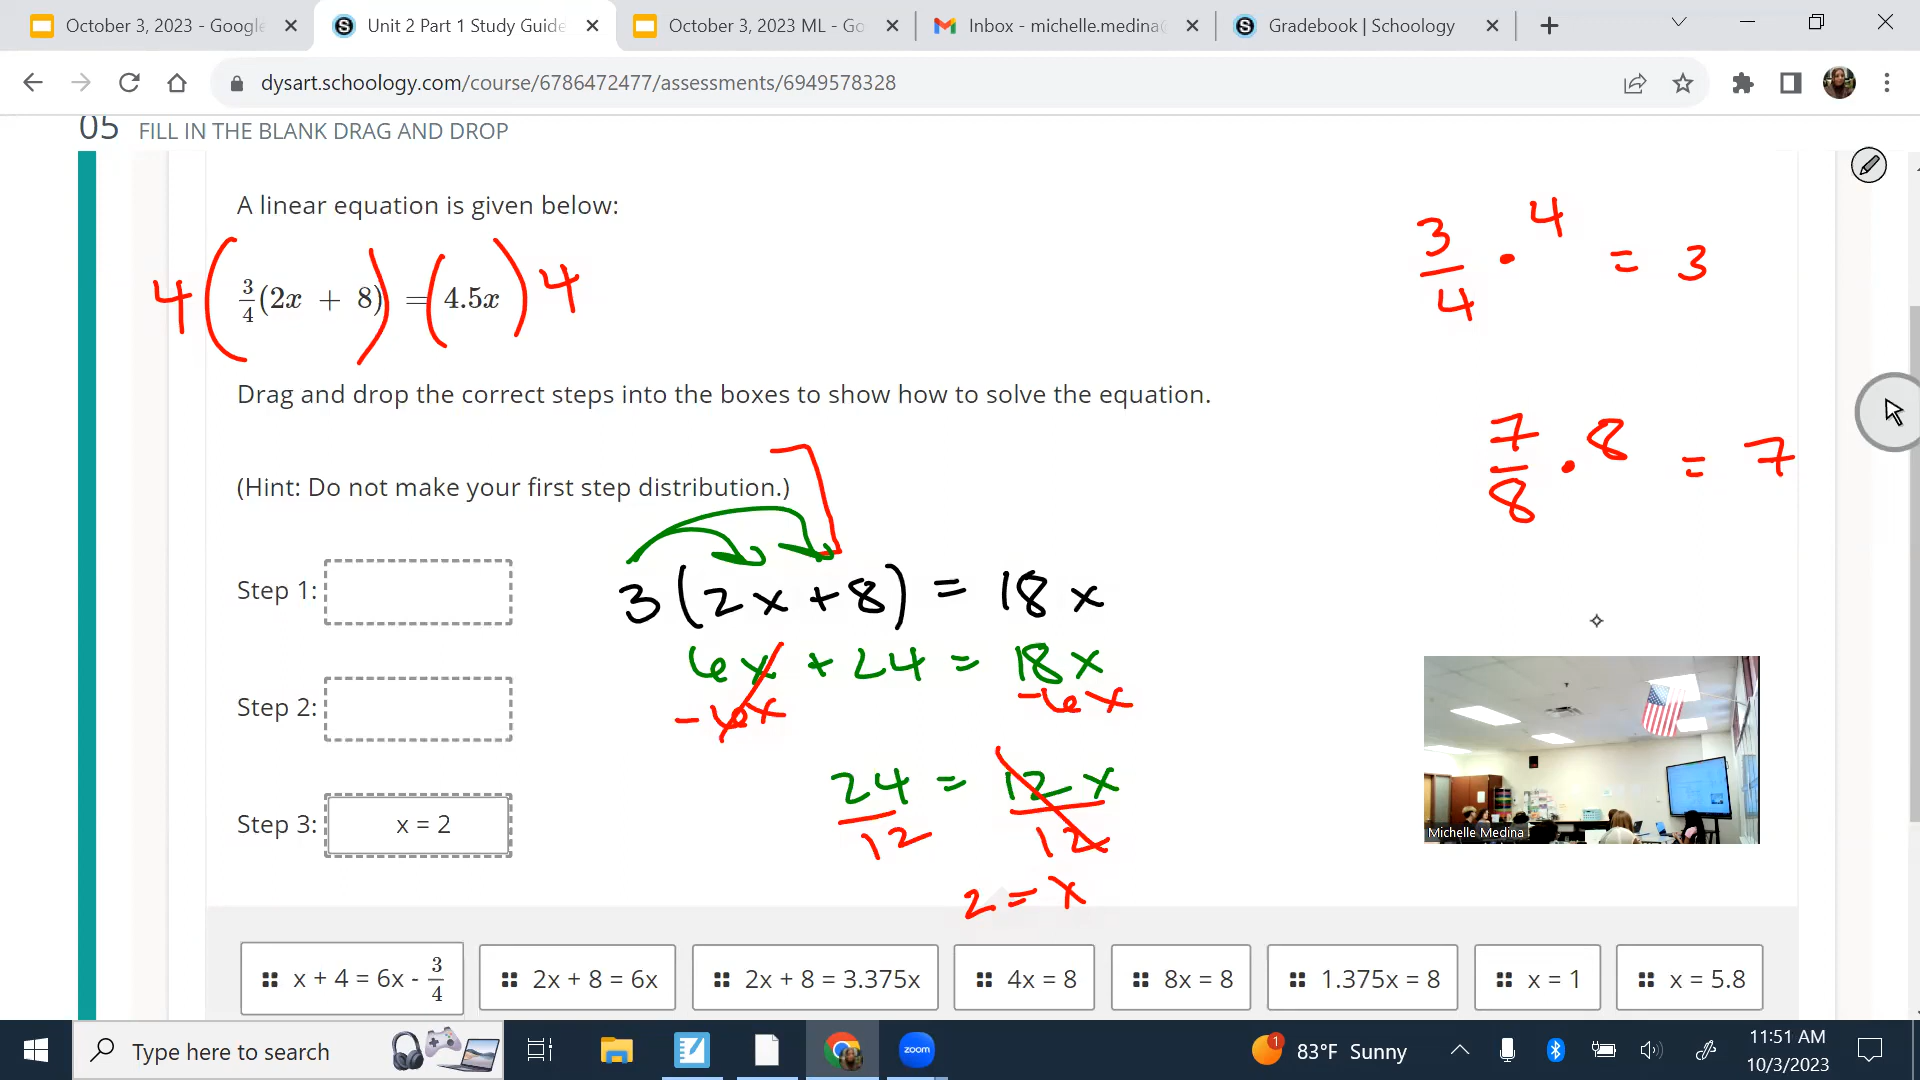 October 3, 2023 - Google
Unit 2 Part 1 Study Guide
October 3, 2023 ML - Go
Inbox - michelle.medina@
Gradebook | Schoology
dysart.schoology.com/course/6786472477/assessments/6949578328
05 FILL IN THE BLANK DRAG AND DROP
A linear equation is given below:
4 ( 3/4(2x + 8) ) = ( 4.5x ) 4
3/4 · 4 = 3
Drag and drop the correct steps into the boxes to show how to solve the equation.
7/8 · 8 = 7
(Hint: Do not make your first step distribution.)
Step 1:
3(2x+8) = 18x
6x + 24 = 18x
-6x -6x
Step 2:
24 = 12x
12 12
Step 3: x = 2
2 = x
Michelle Medina
x + 4 = 6x - 3/4
2x + 8 = 6x
2x + 8 = 3.375x
4x = 8
8x = 8
1.375x = 8
x = 1
x = 5.8
Type here to search
zoom
1
83°F Sunny
11:51 AM
10/3/2023